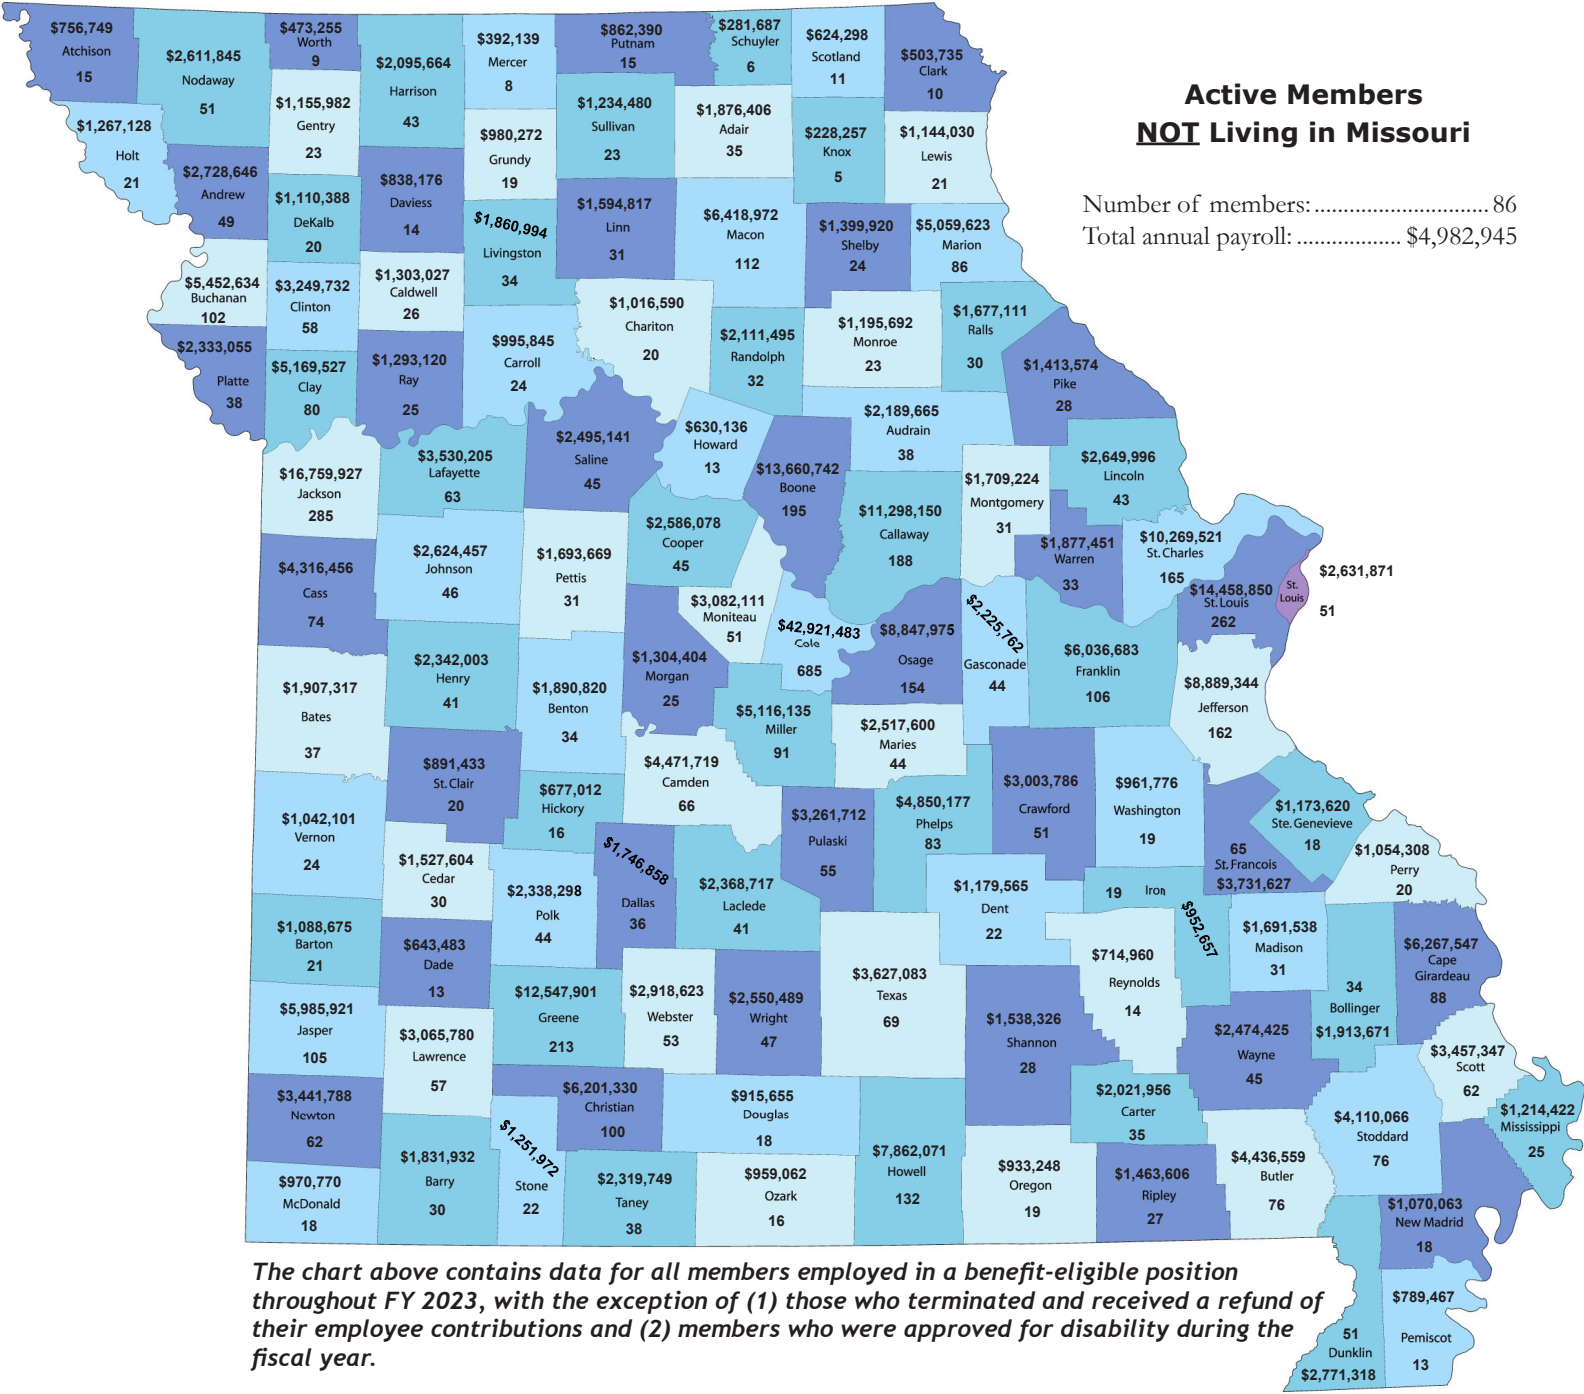 Active Members
NOT Living in Missouri
Number of members: ............................. 86
Total annual payroll: .................. $4,982,945
$756,749
Atchison
15
$2,611,845
Nodaway
51
$473,255
Worth
9
$2,095,664
Harrison
43
$392,139
Mercer
8
$862,390
Putnam
15
$281,687
Schuyler
6
$624,298
Scotland
11
$503,735
Clark
10
$1,267,128
Holt
21
$1,155,982
Gentry
23
$980,272
Grundy
19
$1,234,480
Sullivan
23
$1,876,406
Adair
35
$228,257
Knox
5
$1,144,030
Lewis
21
$2,728,646
Andrew
49
$1,110,388
DeKalb
20
$838,176
Daviess
14
$1,860,994
Livingston
34
$1,594,817
Linn
31
$6,418,972
Macon
112
$1,399,920
Shelby
24
$5,059,623
Marion
86
$5,452,634
Buchanan
102
$3,249,732
Clinton
58
$1,303,027
Caldwell
26
$1,016,590
Chariton
20
$2,111,495
Randolph
32
$1,195,692
Monroe
23
$1,677,111
Ralls
30
$2,333,055
Platte
38
$5,169,527
Clay
80
$1,293,120
Ray
25
$995,845
Carroll
24
$1,413,574
Pike
28
$16,759,927
Jackson
285
$3,530,205
Lafayette
63
$2,495,141
Saline
45
$630,136
Howard
13
$13,660,742
Boone
195
$2,189,665
Audrain
38
$1,709,224
Montgomery
31
$2,649,996
Lincoln
43
$4,316,456
Cass
74
$2,624,457
Johnson
46
$1,693,669
Pettis
31
$2,586,078
Cooper
45
$3,082,111
Moniteau
51
$11,298,150
Callaway
188
$1,877,451
Warren
33
$10,269,521
St. Charles
165
$14,458,850
St. Louis
262
St.
Louis
$2,631,871
51
$1,907,317
Bates
37
$2,342,003
Henry
41
$1,890,820
Benton
34
$1,304,404
Morgan
25
$42,921,483
Cole
685
$8,847,975
Osage
154
$2,225,762
Gasconade
44
$6,036,683
Franklin
106
$8,889,344
Jefferson
162
$5,116,135
Miller
91
$2,517,600
Maries
44
$891,433
St. Clair
20
$677,012
Hickory
16
$4,471,719
Camden
66
$3,261,712
Pulaski
55
$4,850,177
Phelps
83
$3,003,786
Crawford
51
$961,776
Washington
19
65
St. Francois
$3,731,627
$1,173,620
Ste. Genevieve
18
$1,054,308
Perry
20
$1,042,101
Vernon
24
$1,527,604
Cedar
30
$2,338,298
Polk
44
$1,746,858
Dallas
36
$2,368,717
Laclede
41
$1,179,565
Dent
22
19 Iron
$952,657
$1,691,538
Madison
31
$1,088,675
Barton
21
$643,483
Dade
13
$12,547,901
Greene
213
$2,918,623
Webster
53
$2,550,489
Wright
47
$3,627,083
Texas
69
$714,960
Reynolds
14
34
Bollinger
$1,913,671
$6,267,547
Cape
Girardeau
88
$5,985,921
Jasper
105
$3,065,780
Lawrence
57
$1,538,326
Shannon
28
$2,474,425
Wayne
45
$3,457,347
Scott
62
$3,441,788
Newton
62
$6,201,330
Christian
100
$915,655
Douglas
18
$2,021,956
Carter
35
$4,110,066
Stoddard
76
$1,214,422
Mississippi
25
$970,770
McDonald
18
$1,831,932
Barry
30
$1,251,972
Stone
22
$2,319,749
Taney
38
$959,062
Ozark
16
$7,862,071
Howell
132
$933,248
Oregon
19
$1,463,606
Ripley
27
$4,436,559
Butler
76
$1,070,063
New Madrid
18
51
Dunklin
$2,771,318
$789,467
Pemiscot
13
The chart above contains data for all members employed in a benefit-eligible position
throughout FY 2023, with the exception of (1) those who terminated and received a refund of
their employee contributions and (2) members who were approved for disability during the
fiscal year.